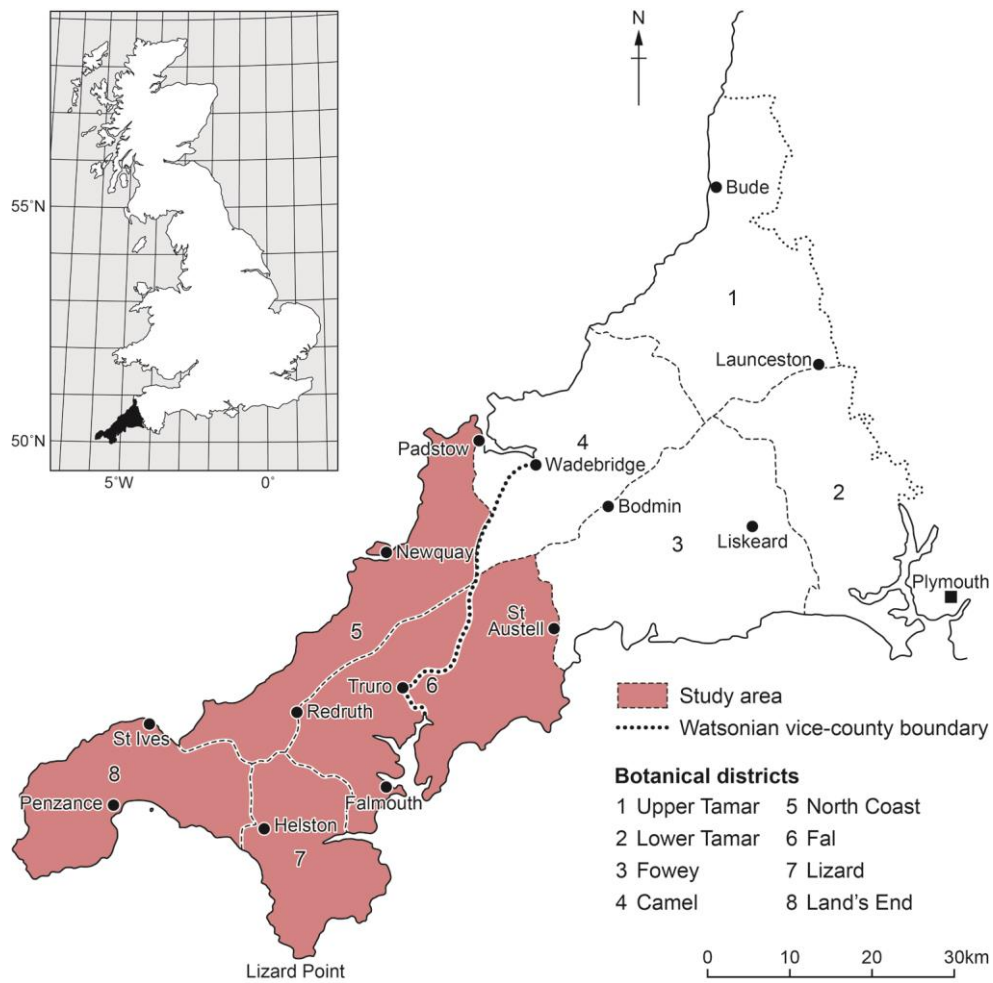 55°N
50°N
5°W
0°
N
Bude
1
Launceston
4
Padstow
Wadebridge
2
Bodmin
3
Liskeard
Newquay
Plymouth
St
Austell
5
Truro
6
Redruth
St Ives
8
Penzance
Falmouth
Helston
7
Lizard Point
Study area
Watsonian vice-county boundary
Botanical districts
1 Upper Tamar
5 North Coast
2 Lower Tamar
6 Fal
3 Fowey
7 Lizard
4 Camel
8 Land's End
0 10 20 30km